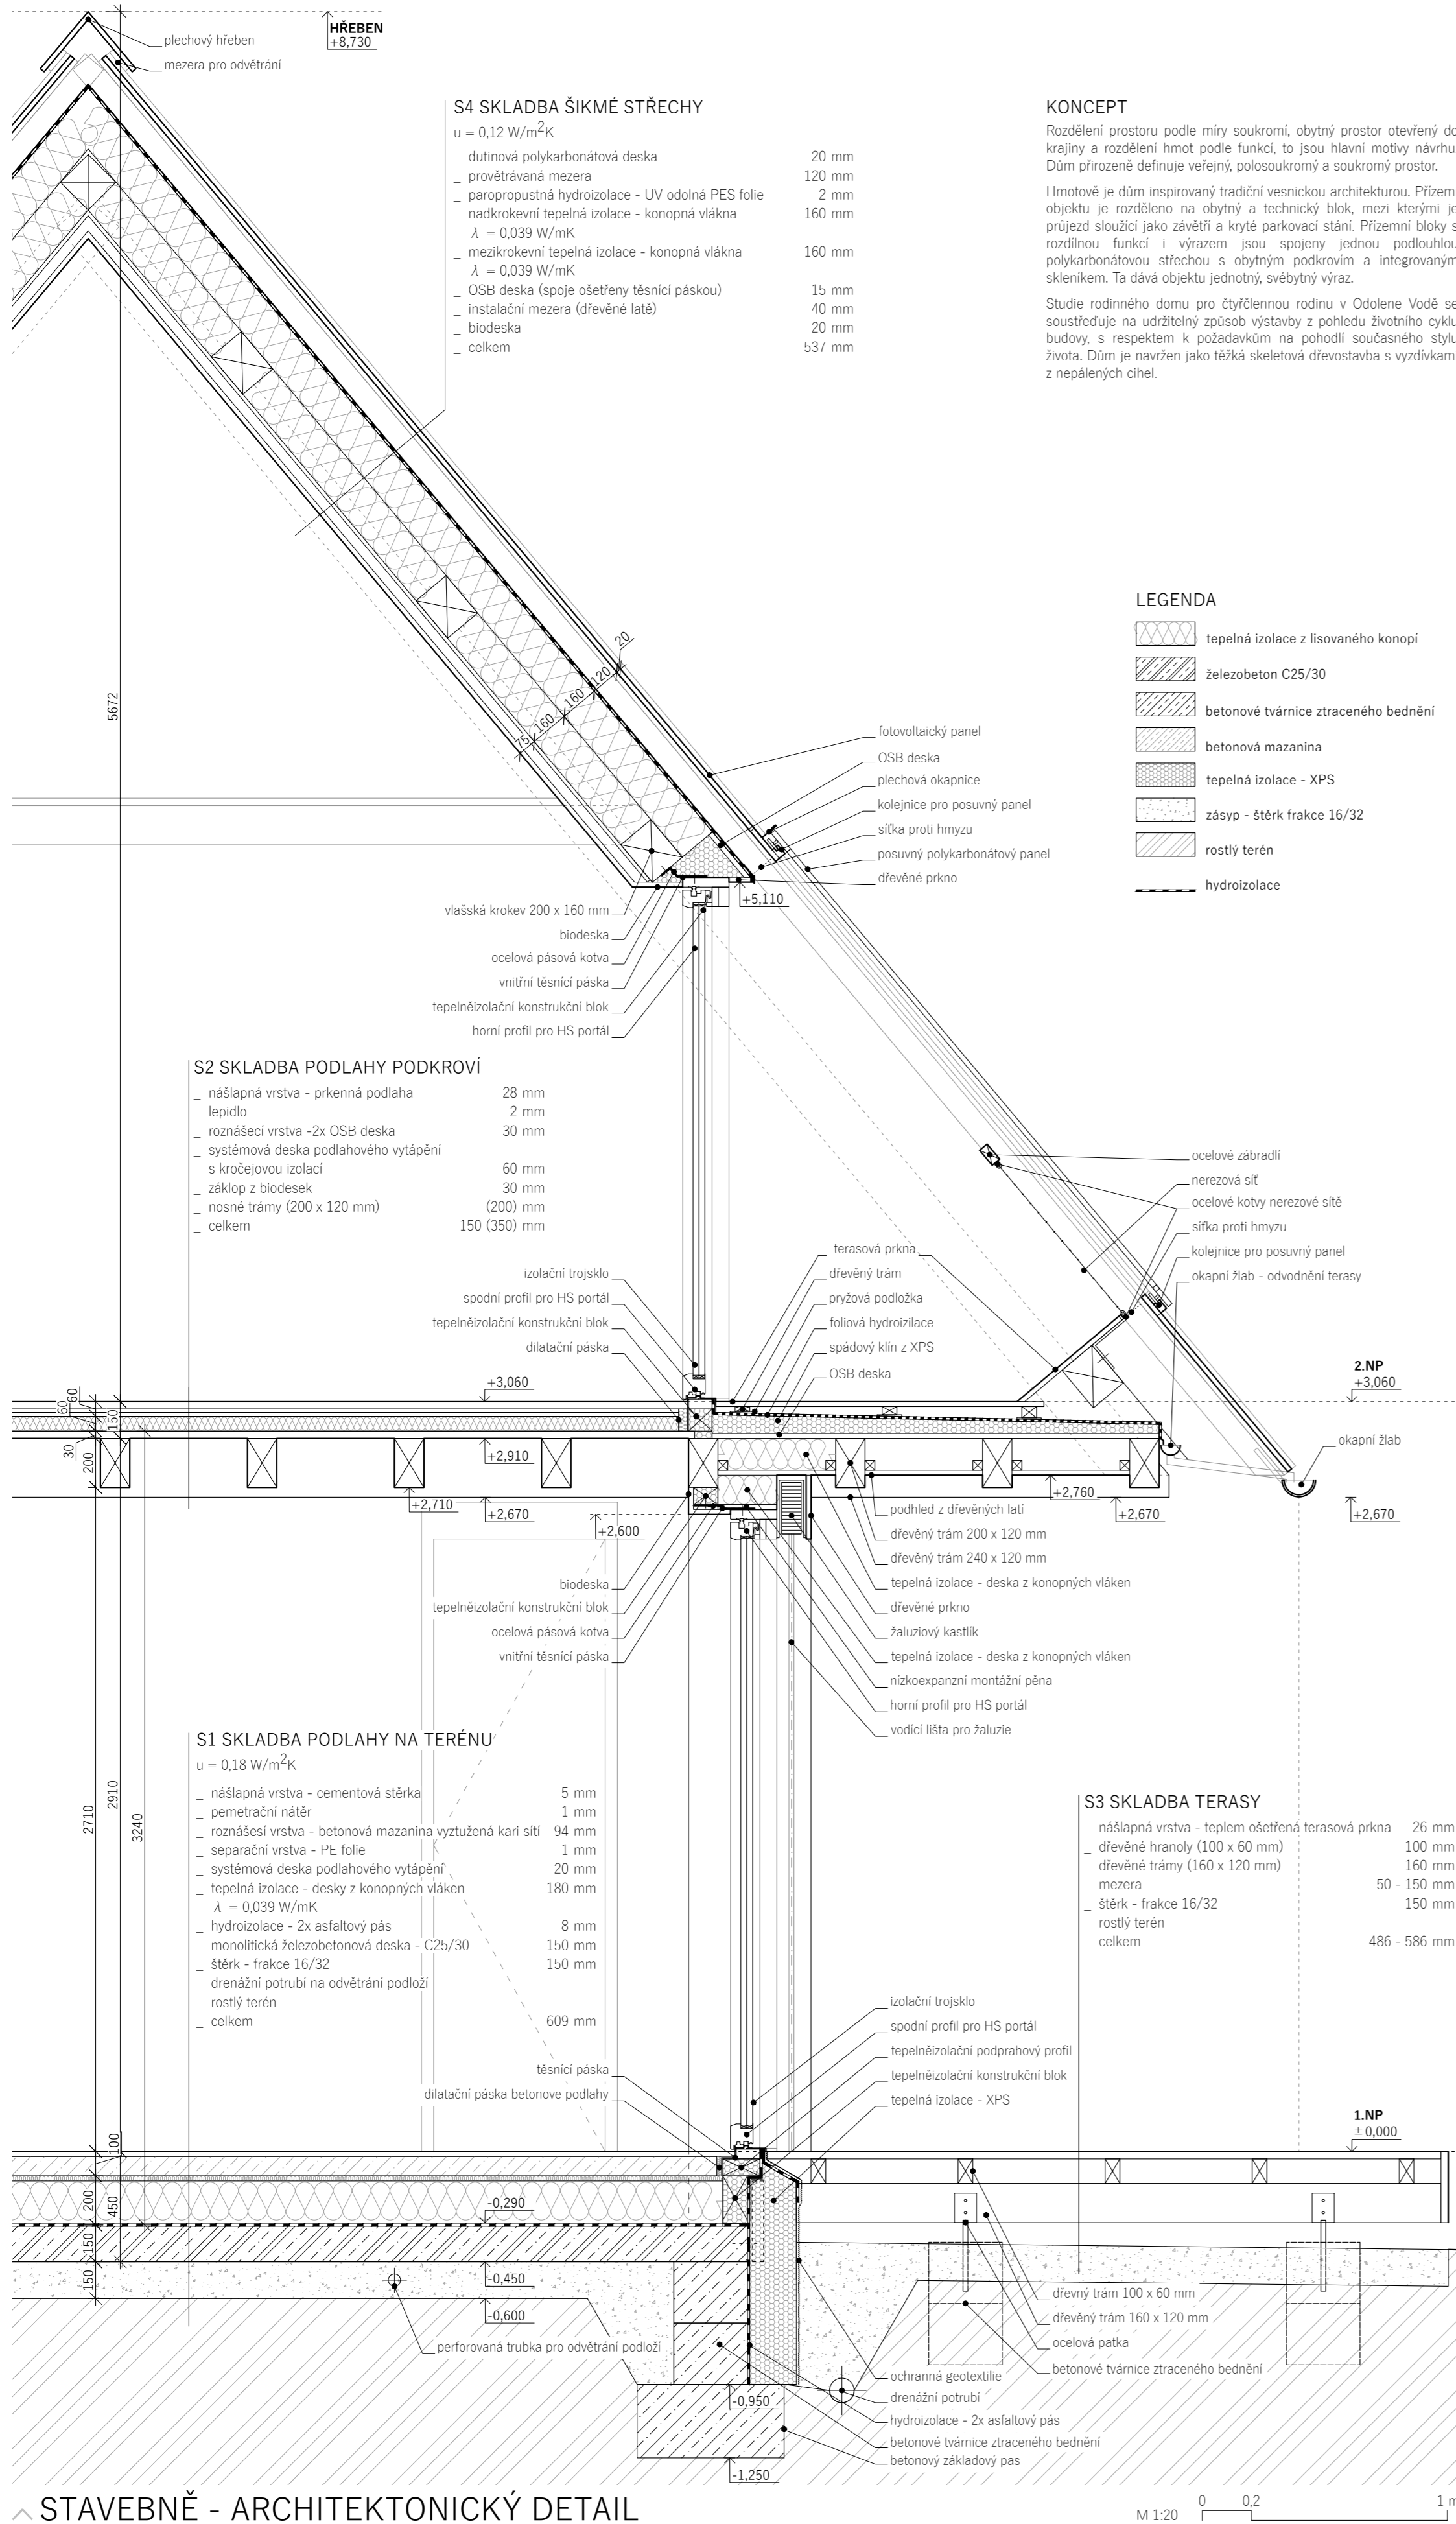 HŘEBEN
+8,730
plechový hřeben
mezera pro odvětrání
S4 SKLADBA ŠIKMÉ STŘECHY
u = 0,12 W/m²K
_ dutinová polykarbonátová deska 20 mm
_ provětrávaná mezera 120 mm
_ paropropustná hydroizolace - UV odolná PES folie 2 mm
_ nadkrokevní tepelná izolace - konopná vlákna 160 mm
λ = 0,039 W/mK
_ mezikrokevní tepelná izolace - konopná vlákna 160 mm
λ = 0,039 W/mK
_ OSB deska (spoje ošetřeny těsnící páskou) 15 mm
_ instalační mezera (dřevěné latě) 40 mm
_ biodeska 20 mm
_ celkem 537 mm
KONCEPT
Rozdělení prostoru podle míry soukromí, obytný prostor otevřený do
krajiny a rozdělení hmot podle funkcí, to jsou hlavní motivy návrhu.
Dům přirozeně definuje veřejný, polosoukromý a soukromý prostor.
Hmotově je dům inspirovaný tradiční vesnickou architekturou. Přízemí
objektu je rozděleno na obytný a technický blok, mezi kterými je
průjezd sloužící jako závětří a kryté parkovací stání. Přízemní bloky s
rozdílnou funkcí i výrazem jsou spojeny jednou podlouhlou
polykarbonátovou střechou s obytným podkrovím a integrovaným
skleníkem. Ta dává objektu jednotný, svébytný výraz.
Studie rodinného domu pro čtyřčlennou rodinu v Odolene Vodě se
soustřeďuje na udržitelný způsob výstavby z pohledu životního cyklu
budovy, s respektem k požadavkům na pohodlí současného stylu
života. Dům je navržen jako těžká skeletová dřevostavba s vyzdívkami
z nepálených cihel.
LEGENDA
tepelná izolace z lisovaného konopí
železobeton C25/30
betonové tvárnice ztraceného bednění
betonová mazanina
tepelná izolace - XPS
zásyp - štěrk frakce 16/32
rostlý terén
hydroizolace
5672
75
160
160
120
20
fotovoltaický panel
OSB deska
plechová okapnice
kolejnice pro posuvný panel
síťka proti hmyzu
posuvný polykarbonátový panel
dřevěné prkno
+5,110
vlašská krokev 200 x 160 mm
biodeska
ocelová pásová kotva
vnitřní těsnící páska
tepelněizolační konstrukční blok
horní profil pro HS portál
S2 SKLADBA PODLAHY PODKROVÍ
_ nášlapná vrstva - prkenná podlaha 28 mm
_ lepidlo 2 mm
_ roznášecí vrstva -2x OSB deska 30 mm
_ systémová deska podlahového vytápění
s kročejovou izolací 60 mm
_ záklop z biodesek 30 mm
_ nosné trámy (200 x 120 mm) (200) mm
_ celkem 150 (350) mm
ocelové zábradlí
nerezová síť
ocelové kotvy nerezové sítě
síťka proti hmyzu
kolejnice pro posuvný panel
okapní žlab - odvodnění terasy
terasová prkna
dřevěný trám
pryžová podložka
foliová hydroizilace
spádový klín z XPS
OSB deska
izolační trojsklo
spodní profil pro HS portál
tepelněizolační konstrukční blok
dilatační páska
2.NP
+3,060
+3,060
60
60
150
30
200
+2,910
+2,710
+2,670
+2,600
+2,760
+2,670
+2,670
okapní žlab
podhled z dřevěných latí
dřevěný trám 200 x 120 mm
dřevěný trám 240 x 120 mm
tepelná izolace - deska z konopných vláken
dřevěné prkno
žaluziový kastlík
tepelná izolace - deska z konopných vláken
nízkoexpanzní montážní pěna
horní profil pro HS portál
vodící lišta pro žaluzie
biodeska
tepelněizolační konstrukční blok
ocelová pásová kotva
vnitřní těsnící páska
S1 SKLADBA PODLAHY NA TERÉNU
u = 0,18 W/m²K
_ nášlapná vrstva - cementová stěrka 5 mm
_ pemetrační nátěr 1 mm
_ roznášesí vrstva - betonová mazanina vyztužená kari sítí 94 mm
_ separační vrstva - PE folie 1 mm
_ systémová deska podlahového vytápění 20 mm
_ tepelná izolace - desky z konopných vláken 180 mm
λ = 0,039 W/mK
_ hydroizolace - 2x asfaltový pás 8 mm
_ monolitická železobetonová deska - C25/30 150 mm
_ štěrk - frakce 16/32 150 mm
drenážní potrubí na odvětrání podloží
_ rostlý terén
_ celkem 609 mm
2710
2910
3240
S3 SKLADBA TERASY
_ nášlapná vrstva - teplem ošetřená terasová prkna 26 mm
_ dřevěné hranoly (100 x 60 mm) 100 mm
_ dřevěné trámy (160 x 120 mm) 160 mm
_ mezera 50 - 150 mm
_ štěrk - frakce 16/32 150 mm
_ rostlý terén
_ celkem 486 - 586 mm
izolační trojsklo
spodní profil pro HS portál
tepelněizolační podprahový profil
tepelněizolační konstrukční blok
tepelná izolace - XPS
těsnící páska
dilatační páska betonove podlahy
1.NP
± 0,000
100
200
450
150
150
-0,290
-0,450
-0,600
-0,950
-1,250
perforovaná trubka pro odvětrání podloží
dřevný trám 100 x 60 mm
dřevěný trám 160 x 120 mm
ocelová patka
betonové tvárnice ztraceného bednění
ochranná geotextilie
drenážní potrubí
hydroizolace - 2x asfaltový pás
betonové tvárnice ztraceného bednění
betonový základový pas
STAVEBNĚ - ARCHITEKTONICKÝ DETAIL
M 1:20
0 0,2 1 m